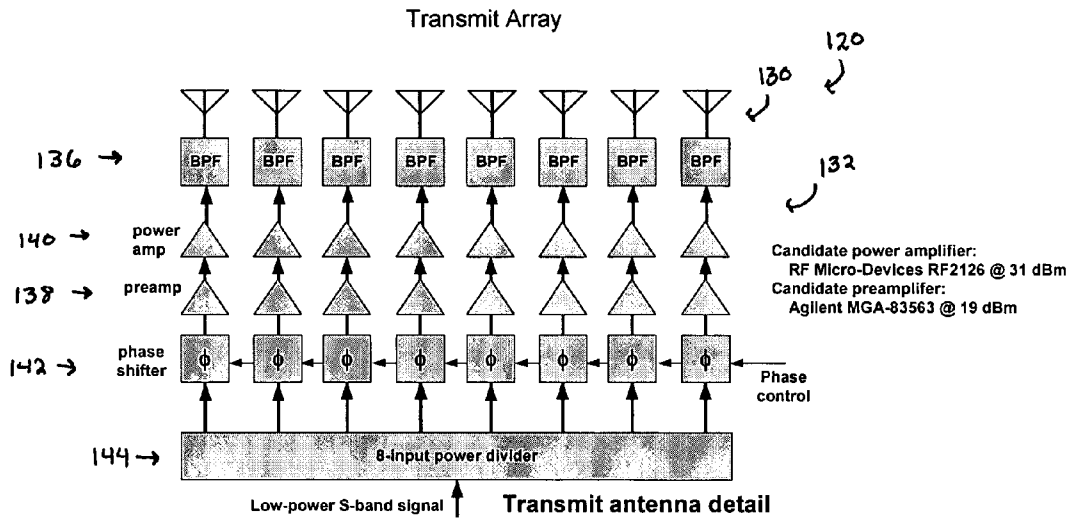 Transmit Array
120
130
136 → BPF BPF BPF BPF BPF BPF BPF BPF
132
140 → power amp
Candidate power amplifier:
RF Micro-Devices RF2126 @ 31 dBm
138 → preamp
Candidate preamplifer:
Agilent MGA-83563 @ 19 dBm
142 → phase shifter ϕ ϕ ϕ ϕ ϕ ϕ ϕ ϕ
Phase control
144 → 8-input power divider
Low-power S-band signal
Transmit antenna detail